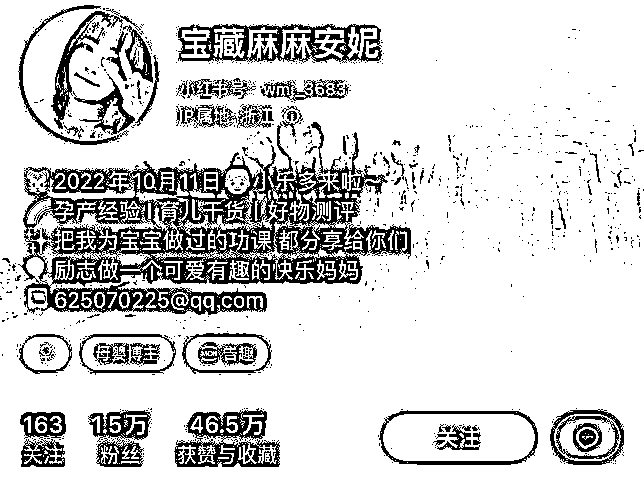 宝藏麻麻安妮
小红书号 wmj_3683
IP属地:浙江
2022年10月11日 小乐多来啦~
孕产经验 | 育儿干货 | 好物测评
把我为宝宝做过的功课 都分享给你们
励志做一个可爱有趣的快乐妈妈
625070225@qq.com
母婴博主
163 1.5万 46.5万
关注 粉丝 获赞与收藏
关注